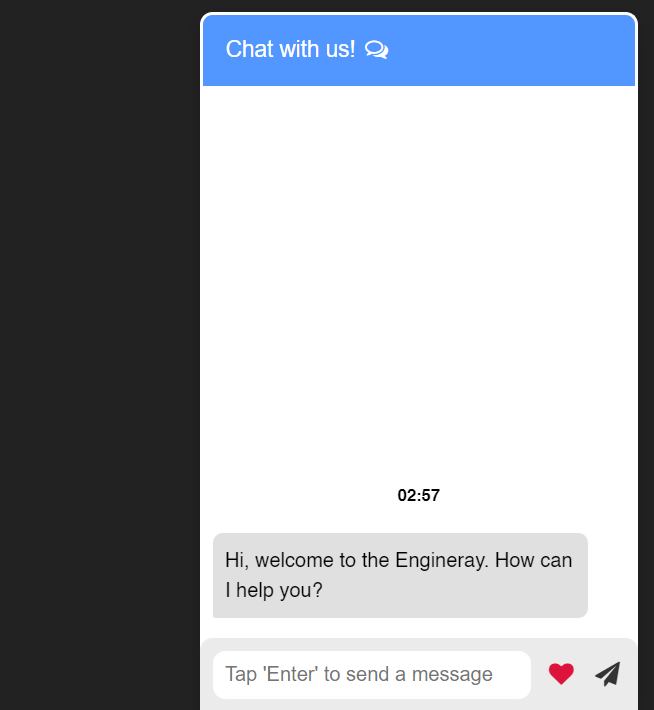 Chat with us!
02:57
Hi, welcome to the Engineray. How can
I help you?
Tap 'Enter' to send a message